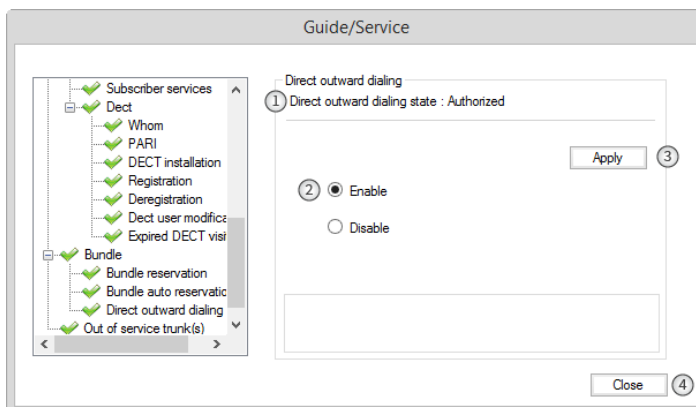 Guide/Service
Subscriber services
Dect
Whom
PARI
DECT installation
Registration
Deregistration
Dect user modifica
Expired DECT visi
Bundle
Bundle reservation
Bundle auto reservatic
Direct outward dialing
Out of service trunk(s)
Direct outward dialing
1 Direct outward dialing state : Authorized
Apply 3
2 Enable
Disable
Close 4